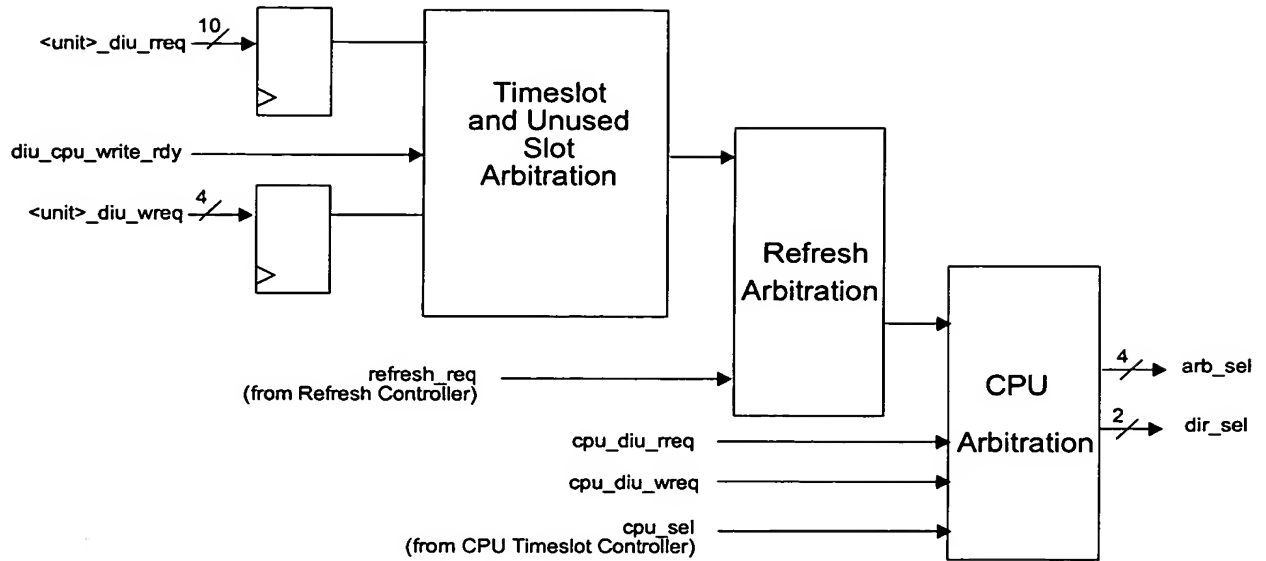 <unit>_diu_rreq
10
diu_cpu_write_rdy
<unit>_diu_wreq
4
Timeslot
and Unused
Slot
Arbitration
Refresh
Arbitration
refresh_req
(from Refresh Controller)
cpu_diu_rreq
cpu_diu_wreq
cpu_sel
(from CPU Timeslot Controller)
CPU
Arbitration
4
arb_sel
2
dir_sel